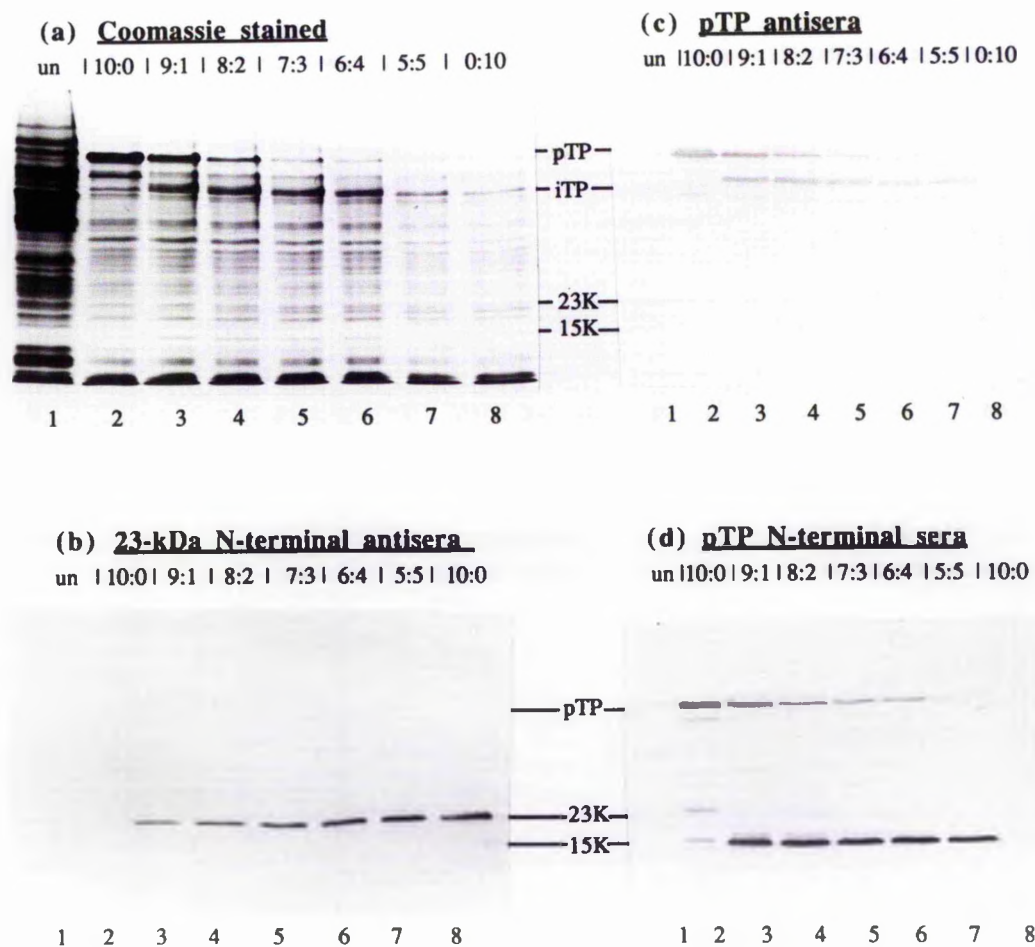 (a) Coomassie stained
un | 10:0 | 9:1 | 8:2 | 7:3 | 6:4 | 5:5 | 0:10
pTP
iTP
23K
15K
1 2 3 4 5 6 7 8
(c) pTP antisera
un |10:0|9:1|8:2|7:3|6:4|5:5|0:10
1 2 3 4 5 6 7 8
(b) 23-kDa N-terminal antisera
un | 10:0| 9:1 | 8:2 | 7:3| 6:4 | 5:5| 10:0
pTP
23K
15K
1 2 3 4 5 6 7 8
(d) pTP N-terminal sera
un|10:0|9:1|8:2|7:3|6:4|5:5|10:0
1 2 3 4 5 6 7 8